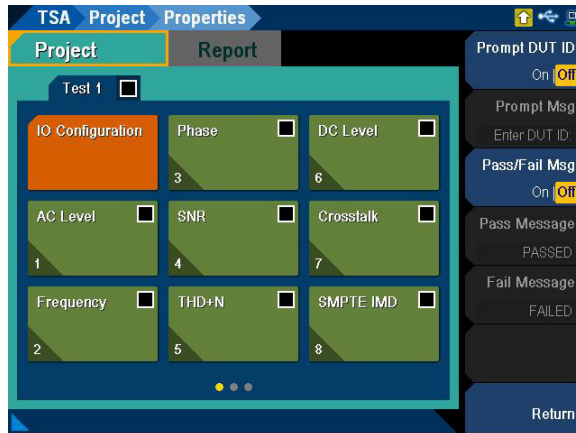 TSA Project Properties
Project
Report
Test 1
IO Configuration
Phase
3
DC Level
6
AC Level
1
SNR
4
Crosstalk
7
Frequency
2
THD+N
5
SMPTE IMD
8
Prompt DUT ID
On | Off
Prompt Msg
Enter DUT ID:
Pass/Fail Msg
On | Off
Pass Message
PASSED
Fail Message
FAILED
Return